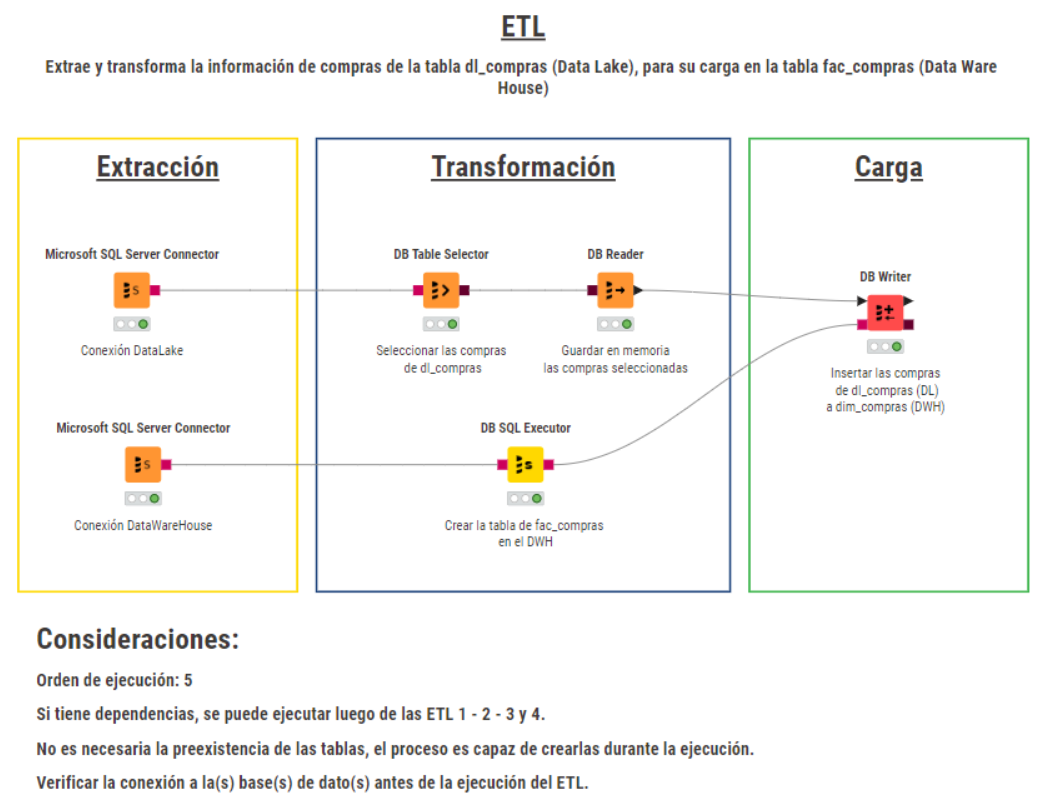 ETL
Extrae y transforma la información de compras de la tabla dl_compras (Data Lake), para su carga en la tabla fac_compras (Data Ware
House)
Extracción
Transformación
Carga
Microsoft SQL Server Connector
DB Table Selector
DB Reader
DB Writer
S
Conexión DataLake
Seleccionar las compras
de dl_compras
Guardar en memoria
las compras seleccionadas
Insertar las compras
de dl_compras (DL)
a dim_compras (DWH)
Microsoft SQL Server Connector
DB SQL Executor
S
S
Conexión DataWareHouse
Crear la tabla de fac_compras
en el DWH
Consideraciones:
Orden de ejecución: 5
Si tiene dependencias, se puede ejecutar luego de las ETL 1 - 2 - 3 y 4.
No es necesaria la preexistencia de las tablas, el proceso es capaz de crearlas durante la ejecución.
Verificar la conexión a la(s) base(s) de dato(s) antes de la ejecución del ETL.